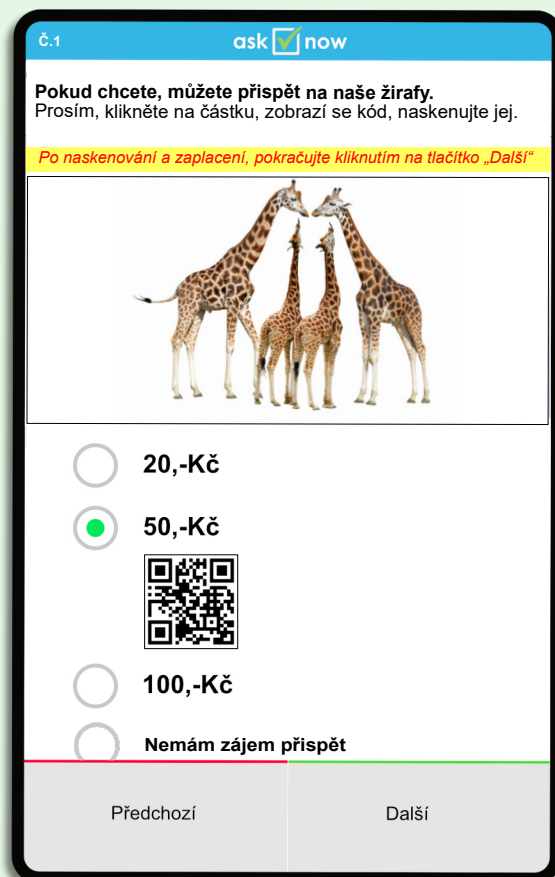 Č.1
ask now
Pokud chcete, můžete přispět na naše žirafy.
Prosím, klikněte na částku, zobrazí se kód, naskenujte jej.
Po naskenování a zaplacení, pokračujte kliknutím na tlačítko „Další“
20,-Kč
50,-Kč
100,-Kč
Nemám zájem přispět
Předchozí
Další